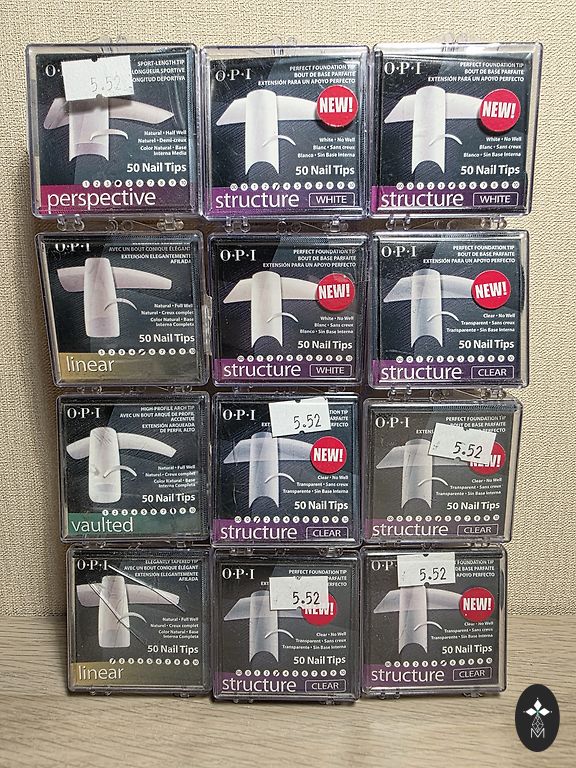 O·P·I
SPORT-LENGTH TIP
LONGUEUR SPORTIVE
LONGITUD DEPORTIVA
5.52
Natural • Half Well
Naturel • Demi-creux
Color Natural • Base
Interna Media
50 Nail Tips
perspective
O·P·I
PERFECT FOUNDATION TIP
BOUT DE BASE PARFAITE
EXTENSIÓN PARA UN APOYO PERFECTO
NEW!
White • No Well
Blanc • Sans creux
Blanco • Sin Base Interna
50 Nail Tips
structure WHITE
O·P·I
PERFECT FOUNDATION TIP
BOUT DE BASE PARFAITE
EXTENSIÓN PARA UN APOYO PERFECTO
NEW!
White • No Well
Blanc • Sans creux
Blanco • Sin Base Interna
50 Nail Tips
structure WHITE
O·P·I
AVEC UN BOUT CONIQUE ÉLÉGANT
EXTENSIÓN ELEGANTEMENTE
AFILADA
Natural • Full Well
Naturel • Creux complet
Color Natural • Base
Interna Completa
50 Nail Tips
linear
O·P·I
PERFECT FOUNDATION TIP
BOUT DE BASE PARFAITE
EXTENSIÓN PARA UN APOYO PERFECTO
NEW!
White • No Well
Blanc • Sans creux
Blanco • Sin Base Interna
50 Nail Tips
structure WHITE
O·P·I
PERFECT FOUNDATION TIP
BOUT DE BASE PARFAITE
EXTENSIÓN PARA UN APOYO PERFECTO
NEW!
Clear • No Well
Transparent • Sans creux
Transparente • Sin Base Interna
50 Nail Tips
structure CLEAR
O·P·I
HIGH-PROFILE ARCH TIP
AVEC UN BOUT ARQUÉ DE PROFIL
ACCENTUÉ
EXTENSIÓN ARQUEADA
DE PERFIL ALTO
Natural • Full Well
Naturel • Creux complet
Color Natural • Base
Interna Completa
50 Nail Tips
vaulted
O·P·I
5.52
NEW!
Clear • No Well
Transparent • Sans creux
Transparente • Sin Base Interna
50 Nail Tips
structure CLEAR
O·P·I
PERFECT FOUNDATION TIP
BOUT DE BASE PARFAITE
5.52
Clear • No Well
Transparent • Sans creux
Transparente • Sin Base Interna
50 Nail Tips
structure CLEAR
O·P·I
ELEGANTLY TAPERED TIP
AVEC UN BOUT CONIQUE ÉLÉGANT
EXTENSIÓN ELEGANTEMENTE
AFILADA
Natural • Full Well
Naturel • Creux complet
Color Natural • Base
Interna Completa
50 Nail Tips
linear
O·P·I
PERFECT FOUNDATION TIP
5.52
Clear • No Well
Transparent • Sans creux
Transparente • Sin Base Interna
50 Nail Tips
structure CLEAR
O·P·I
5.52
NEW!
Clear • No Well
Transparent • Sans creux
Transparente • Sin Base Interna
50 Nail Tips
structure CLEAR
M